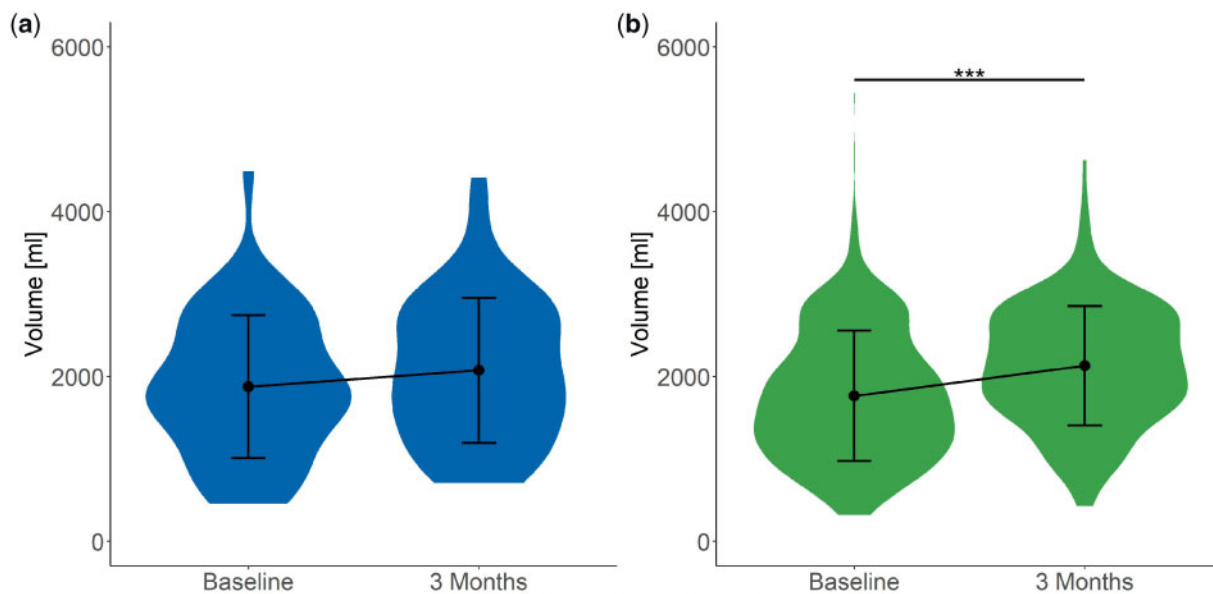 (a)
6000
4000
2000
0
Volume [ml]
Baseline 3 Months
(b)
6000
4000
2000
0
Volume [ml]
***
Baseline 3 Months